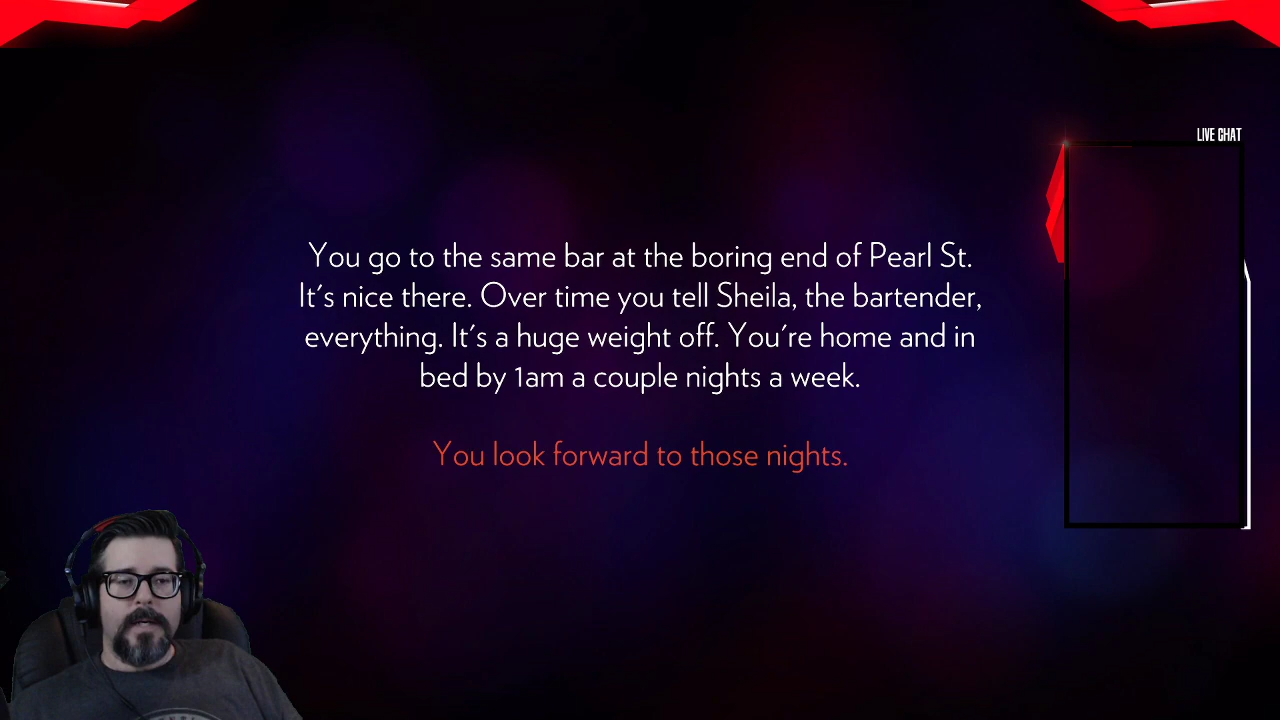 LIVE CHAT
You go to the same bar at the boring end of Pearl St.
It's nice there. Over time you tell Sheila, the bartender,
everything. It's a huge weight off. You're home and in
bed by 1am a couple nights a week.
You look forward to those nights.